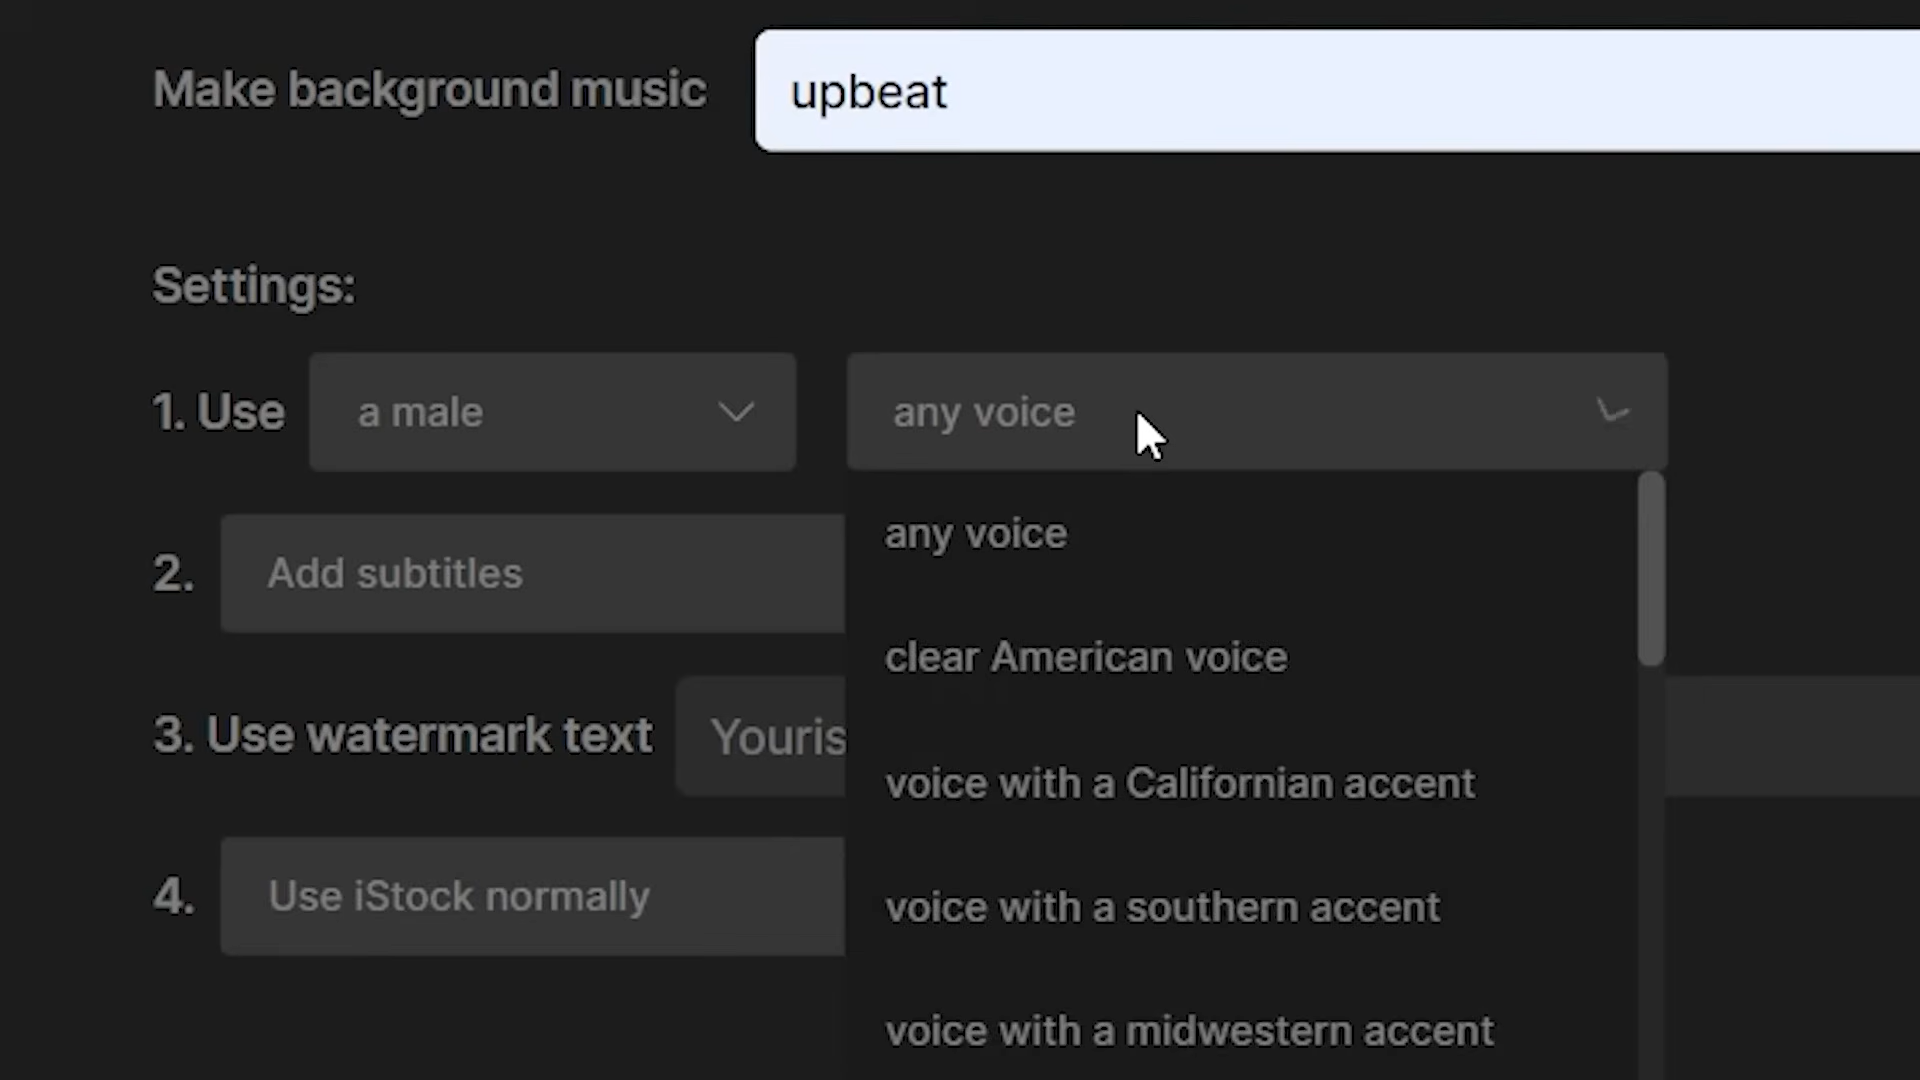 Make background music upbeat
Settings:
1. Use a male any voice
any voice
2. Add subtitles
clear American voice
3. Use watermark text Youris
voice with a Californian accent
4. Use iStock normally
voice with a southern accent
voice with a midwestern accent